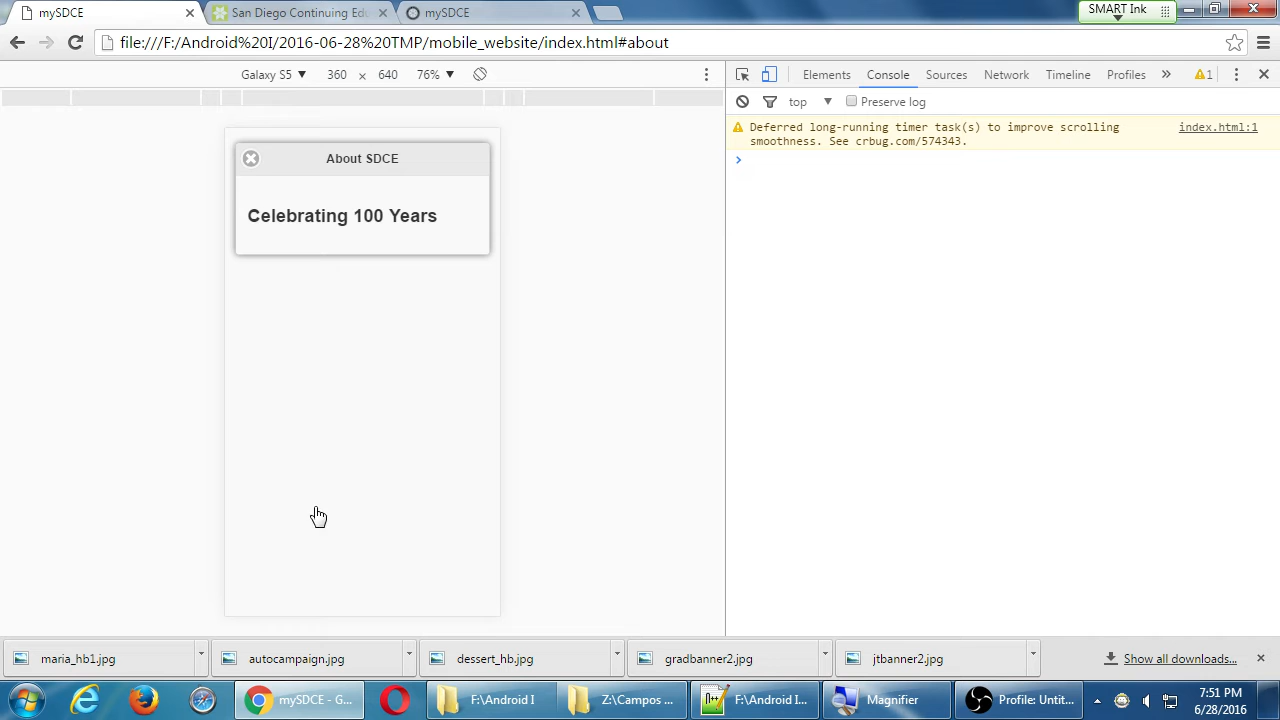 mySDCE
San Diego Continuing Edu
mySDCE
SMART Ink
file:///F:/Android%20I/2016-06-28%20TMP/mobile_website/index.html#about
Galaxy S5 ▼ 360 x 640 76% ▼
Elements Console Sources Network Timeline Profiles » 1
top ▼ Preserve log
Deferred long-running timer task(s) to improve scrolling index.html:1
smoothness. See crbug.com/574343.
About SDCE
Celebrating 100 Years
maria_hb1.jpg
autocampaign.jpg
dessert_hb.jpg
gradbanner2.jpg
jtbanner2.jpg
Show all downloads...
mySDCE - G...
F:\Android I
Z:\Campos ...
F:\Android I...
Magnifier
Profile: Untit...
7:51 PM
6/28/2016